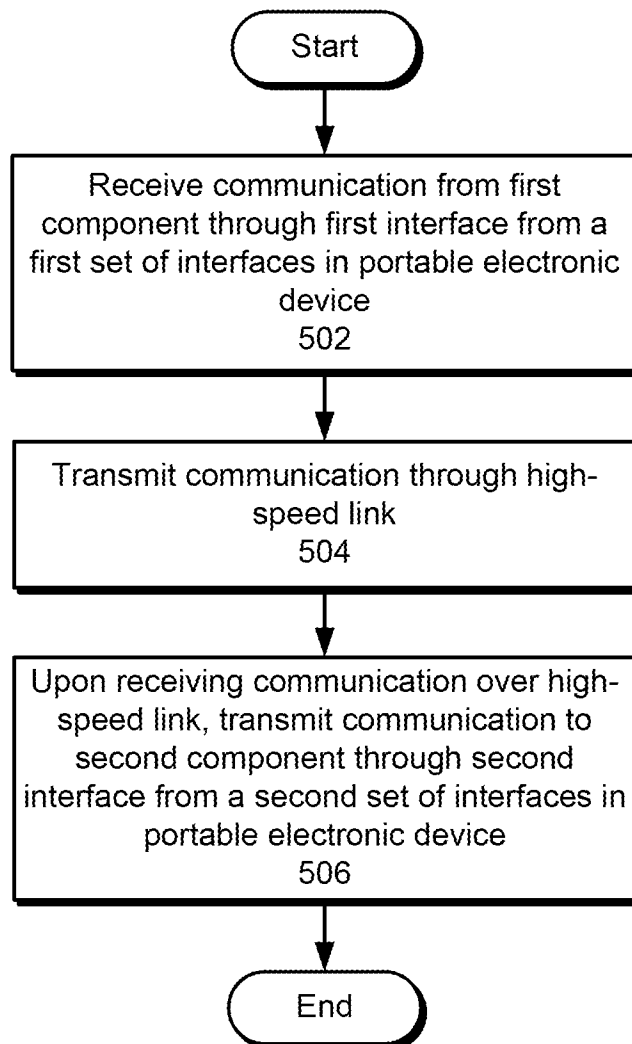 Start
Receive communication from first
component through first interface from a
first set of interfaces in portable electronic
device
502
Transmit communication through high-
speed link
504
Upon receiving communication over high-
speed link, transmit communication to
second component through second
interface from a second set of interfaces in
portable electronic device
506
End